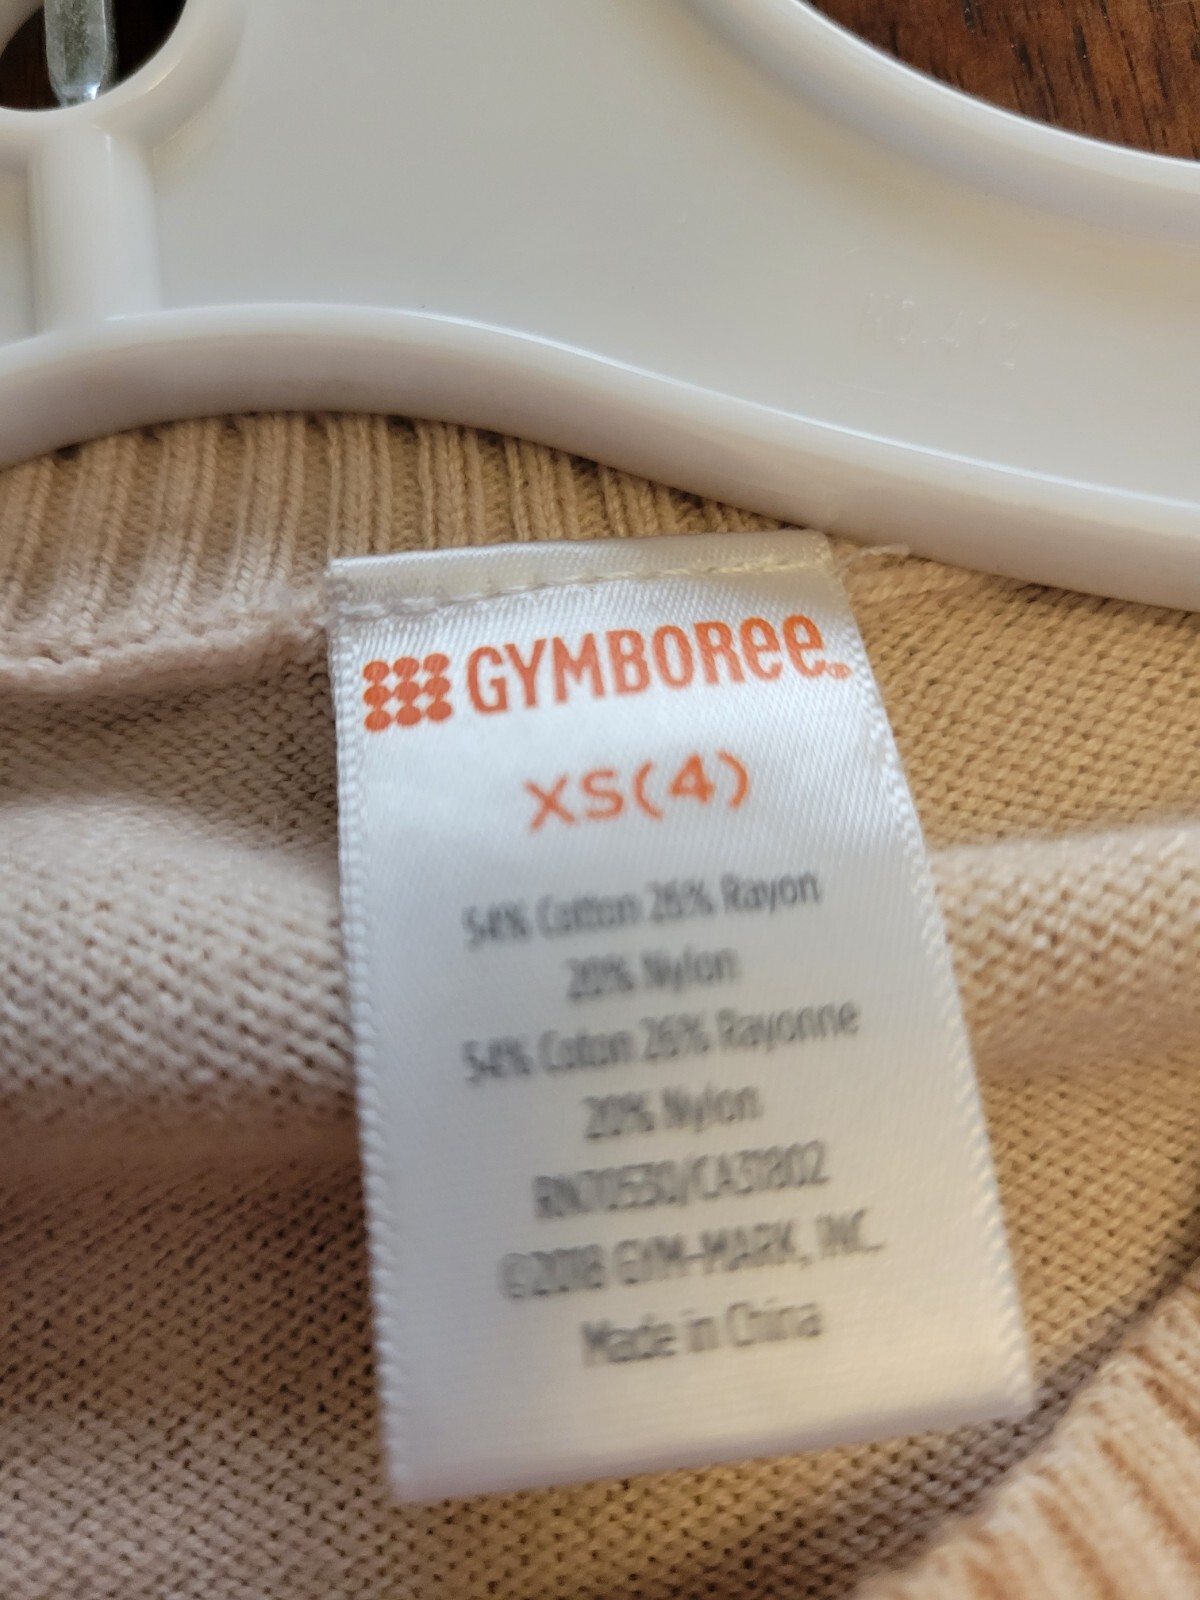 GYMBOREE
XS(4)
54% Cotton 26% Rayon
20% Nylon
54% Coton 26% Rayonne
20% Nylon
RN70530/CA31802
©2018 GYM-MARK, INC.
Made in China